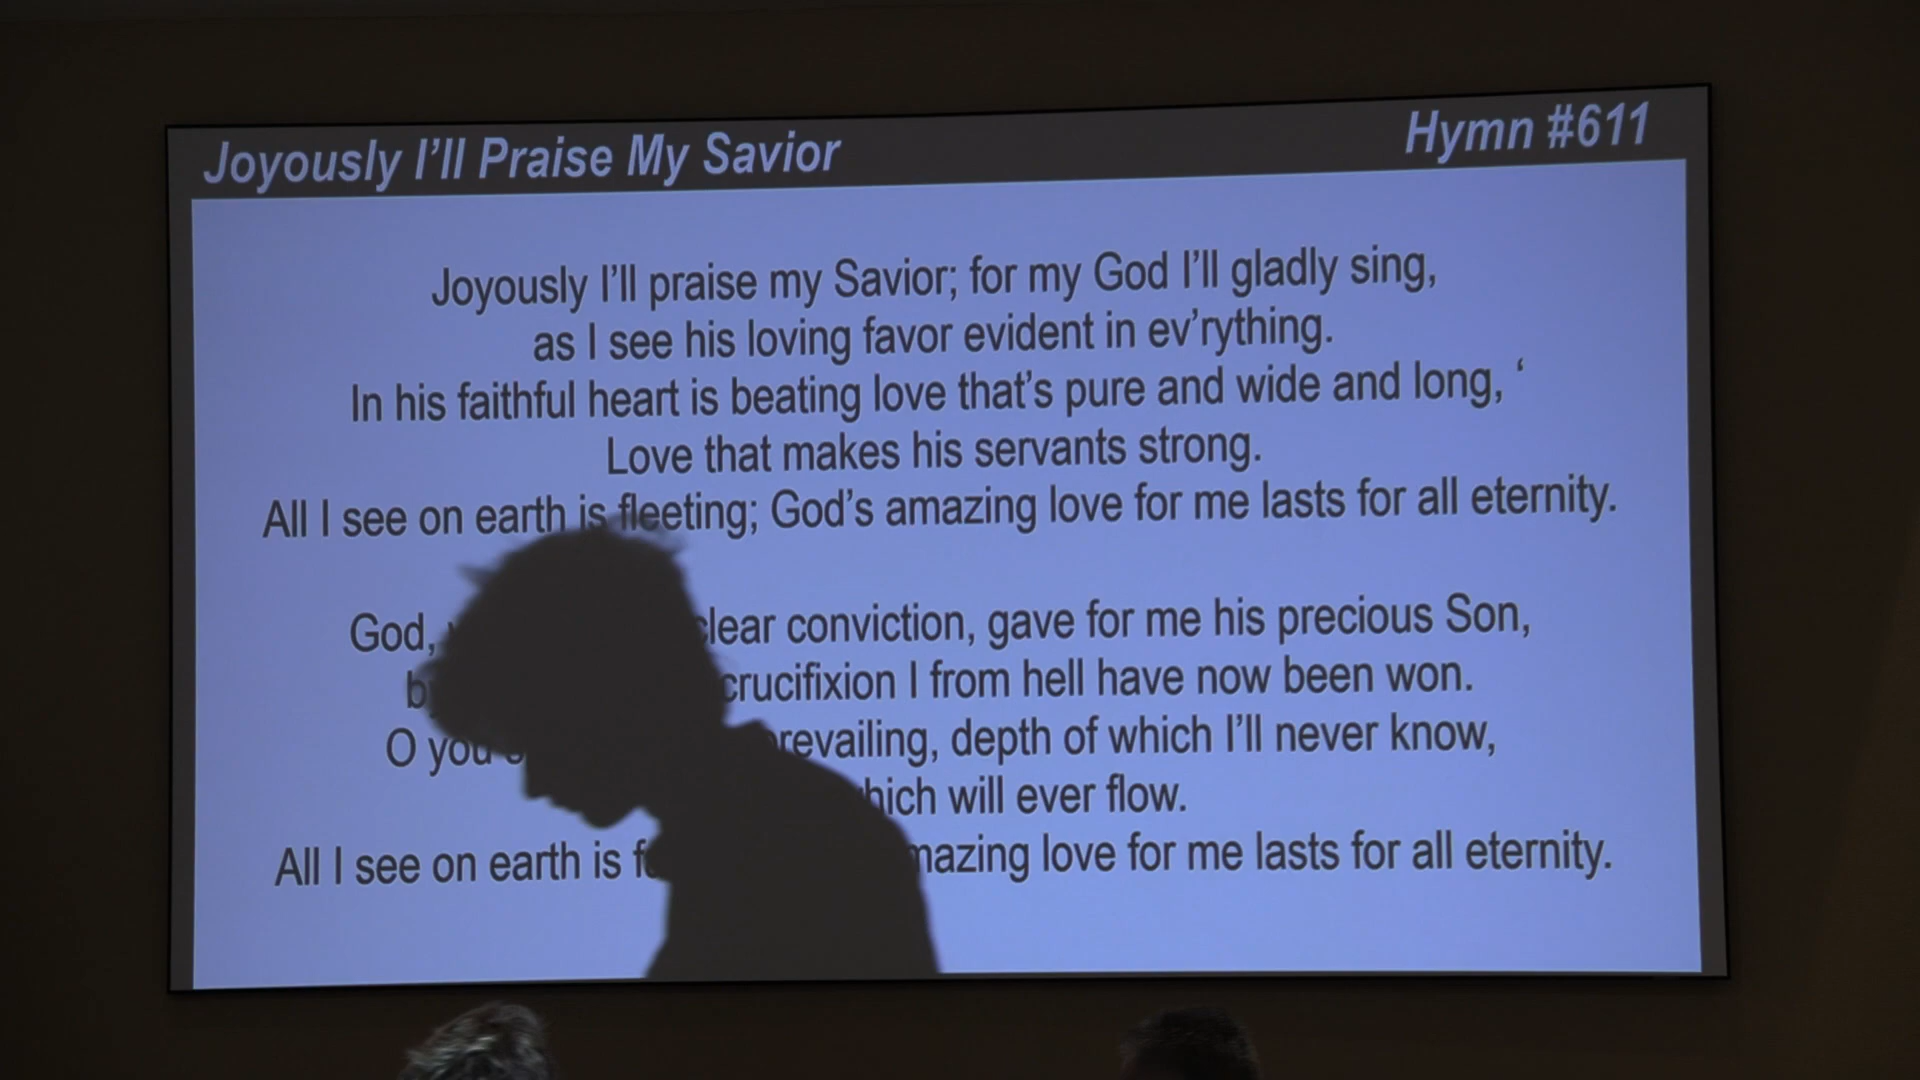 Joyously I’ll Praise My Savior
Hymn #611
Joyously I’ll praise my Savior; for my God I’ll gladly sing,
as I see his loving favor evident in ev’rything.
In his faithful heart is beating love that’s pure and wide and long, ‘
Love that makes his servants strong.
All I see on earth is fleeting; God’s amazing love for me lasts for all eternity.
God, conviction, gave for me his precious Son,
crucifixion I from hell have now been won.
O you depth of which I’ll never know,
will ever flow.
All I see on earth is love for me lasts for all eternity.